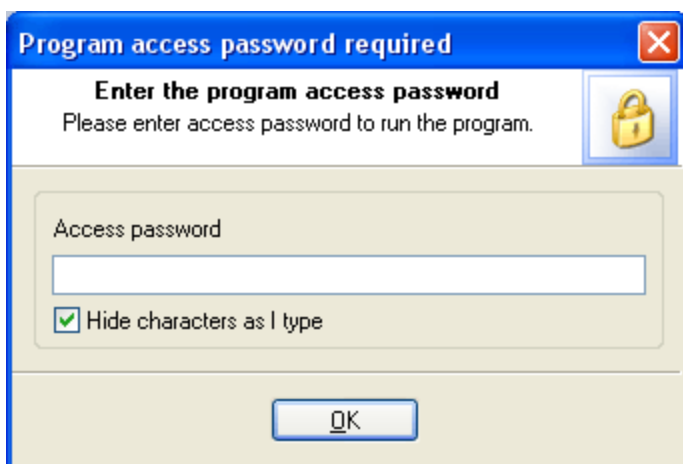 Program access password required
Enter the program access password
Please enter access password to run the program.
Access password
Hide characters as I type
OK